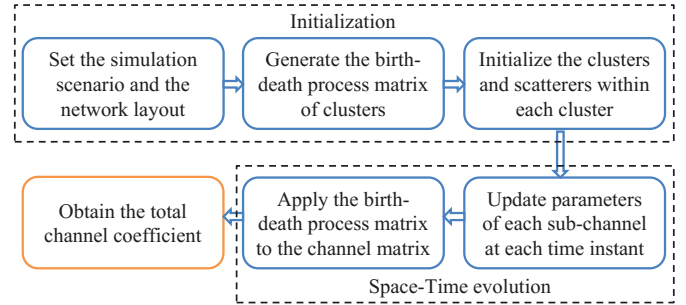 Initialization
Set the simulation
scenario and the
network layout
Generate the birth-
death process matrix
of clusters
Initialize the clusters
and scatterers within
each cluster
Obtain the total
channel coefficient
Apply the birth-
death process matrix
to the channel matrix
Update parameters
of each sub-channel
at each time instant
Space-Time evolution